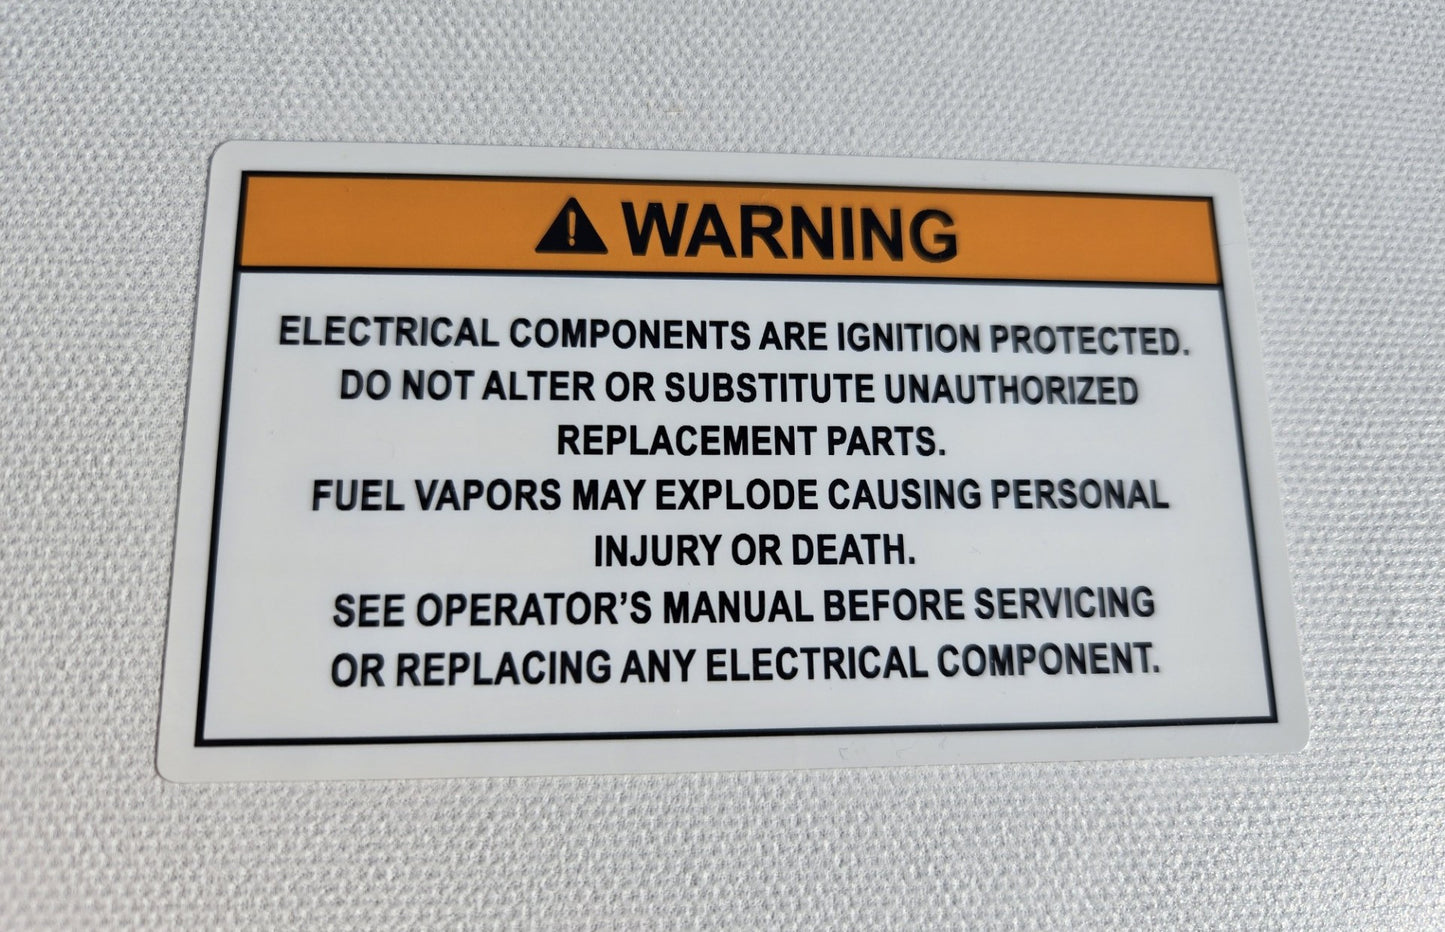 WARNING
ELECTRICAL COMPONENTS ARE IGNITION PROTECTED.
DO NOT ALTER OR SUBSTITUTE UNAUTHORIZED
REPLACEMENT PARTS.
FUEL VAPORS MAY EXPLODE CAUSING PERSONAL
INJURY OR DEATH.
SEE OPERATOR’S MANUAL BEFORE SERVICING
OR REPLACING ANY ELECTRICAL COMPONENT.